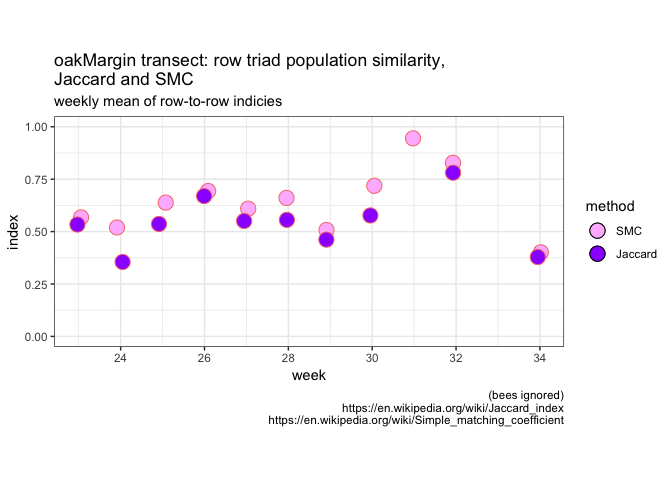 oakMargin transect: row triad population similarity,
Jaccard and SMC
weekly mean of row-to-row indicies
1.00
0.75
0.50
0.25
0.00
index
24 26 28 30 32 34
week
method
SMC
Jaccard
(bees ignored)
https://en.wikipedia.org/wiki/Jaccard_index
https://en.wikipedia.org/wiki/Simple_matching_coefficient